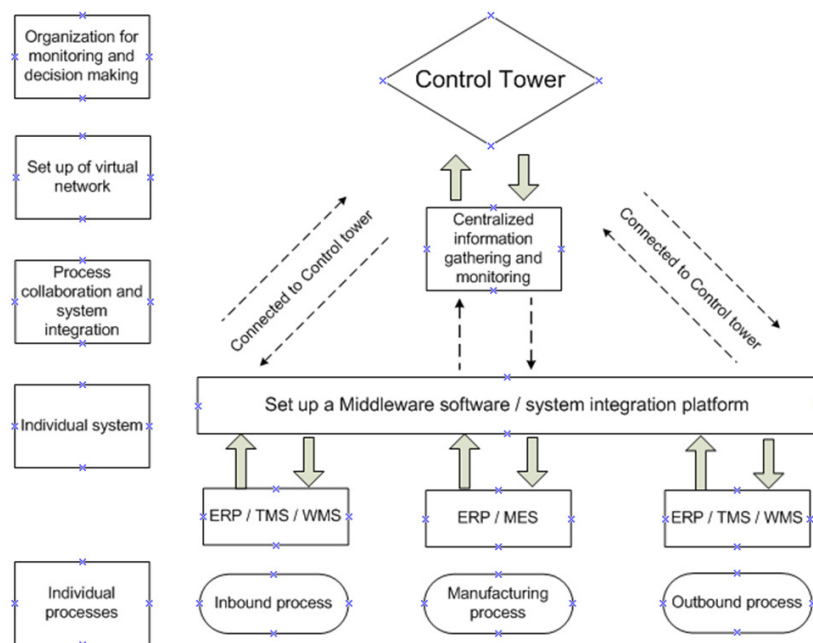 Organization for
monitoring and
decision making
Control Tower
Set up of virtual
network
Centralized
information
gathering and
monitoring
Connected to Control tower
Connected to Control tower
Process
collaboration and
system
integration
Set up a Middleware software / system integration platform
Individual system
ERP / TMS / WMS
ERP / MES
ERP / TMS / WMS
Individual
processes
Inbound process
Manufacturing
process
Outbound process